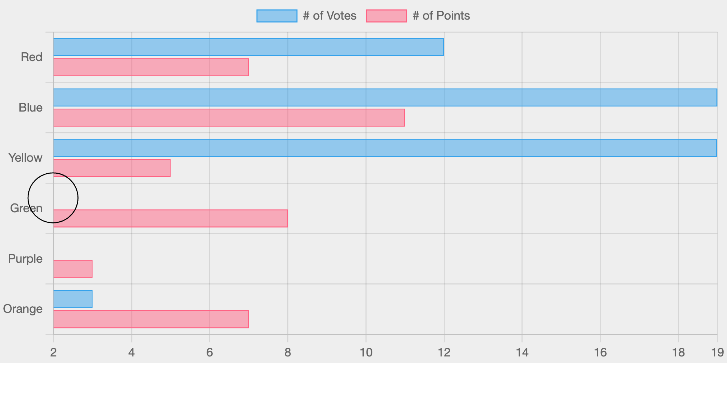 # of Votes # of Points
Red
Blue
Yellow
Green
Purple
Orange
2 4 6 8 10 12 14 16 18 19